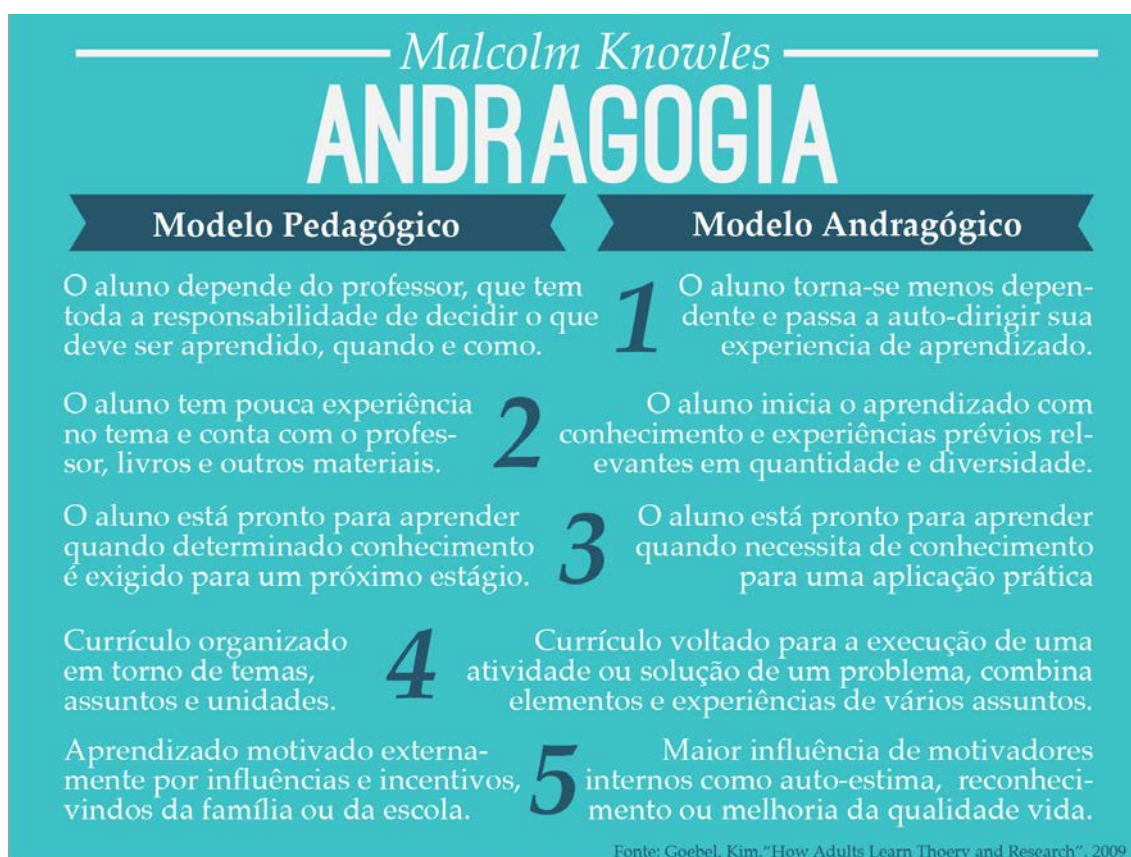 Malcolm Knowles
ANDRAGOGIA
Modelo Pedagógico
Modelo Andragógico
O aluno depende do professor, que tem
toda a responsabilidade de decidir o que
deve ser aprendido, quando e como.
1
O aluno torna-se menos depen-
dente e passa a auto-dirigir sua
experiencia de aprendizado.
O aluno tem pouca experiência
no tema e conta com o profes-
sor, livros e outros materiais.
2
O aluno inicia o aprendizado com
conhecimento e experiências prévios rel-
evantes em quantidade e diversidade.
O aluno está pronto para aprender
quando determinado conhecimento
é exigido para um próximo estágio.
3
O aluno está pronto para aprender
quando necessita de conhecimento
para uma aplicação prática
Currículo organizado
em torno de temas,
assuntos e unidades.
4
Currículo voltado para a execução de uma
atividade ou solução de um problema, combina
elementos e experiências de vários assuntos.
Aprendizado motivado externa-
mente por influências e incentivos,
vindos da família ou da escola.
5
Maior influência de motivadores
internos como auto-estima, reconheci-
mento ou melhoria da qualidade vida.
Fonte: Goebel, Kim,"How Adults Learn Thoery and Research", 2009